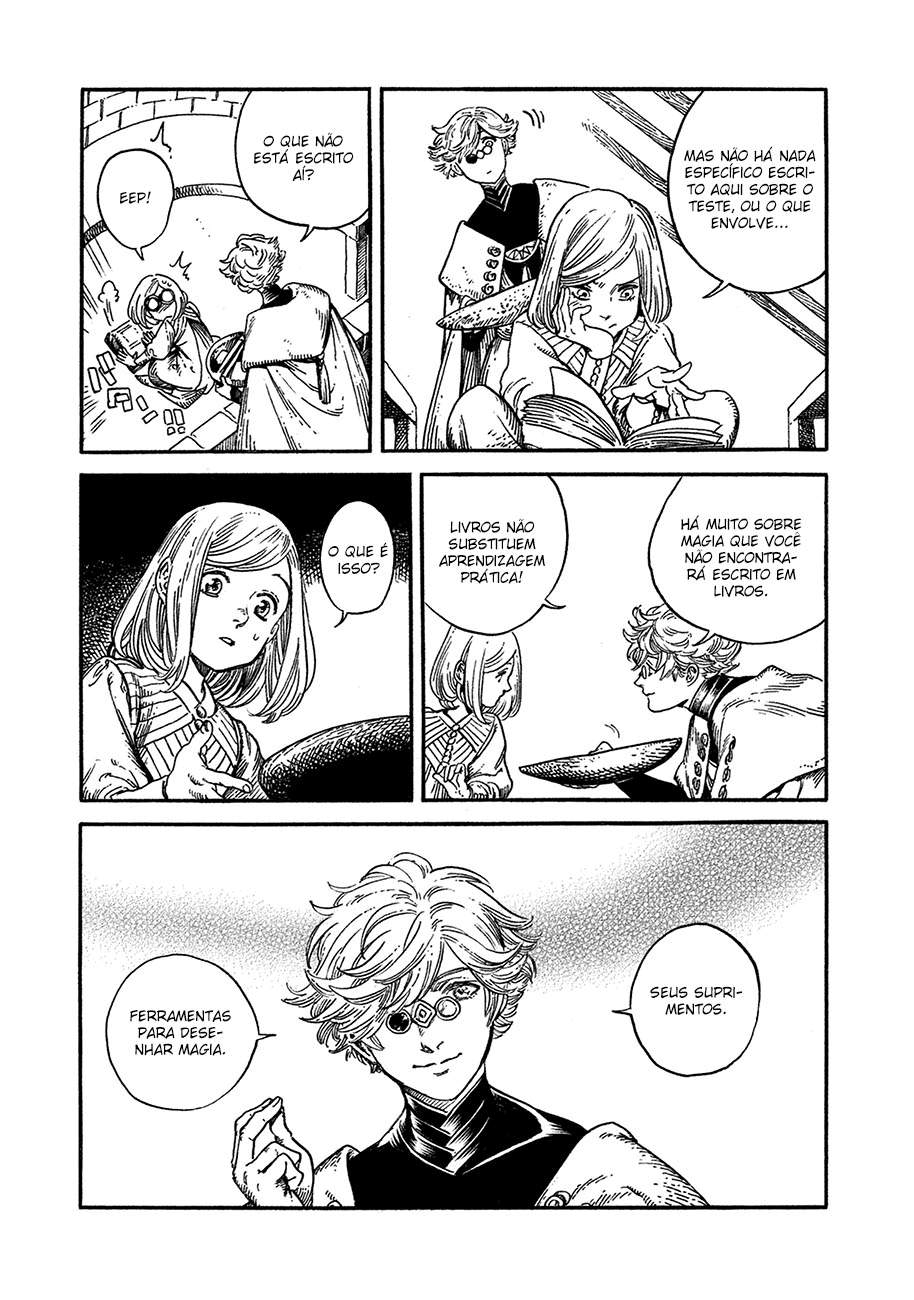 MAS NÃO HÁ NADA
ESPECÍFICO ESCRI-
TO AQUI SOBRE O
TESTE, OU O QUE
ENVOLVE...
O QUE NÃO
ESTÁ ESCRITO
AÍ?
EEP!
HÁ MUITO SOBRE
MAGIA QUE VOCÊ
NÃO ENCONTRA-
RÁ ESCRITO EM
LIVROS.
LIVROS NÃO
SUBSTITUEM
APRENDIZAGEM
PRÁTICA!
O QUE É
ISSO?
SEUS SUPRI-
MENTOS.
FERRAMENTAS
PARA DESE-
NHAR MAGIA.